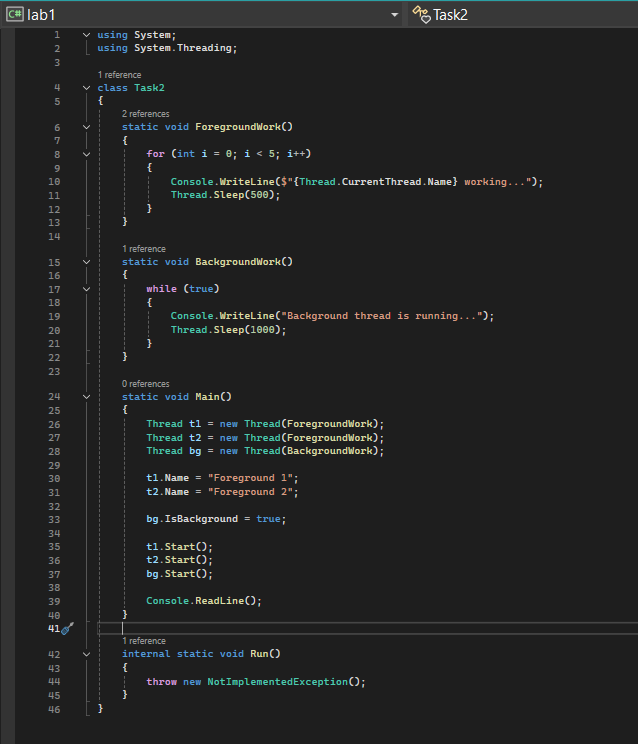 C# lab1 Task2
1 using System;
2 using System.Threading;
3
1 reference
4 class Task2
5 {
2 references
6 static void ForegroundWork()
7 {
8 for (int i = 0; i < 5; i++)
9 {
10 Console.WriteLine($"{Thread.CurrentThread.Name} working...");
11 Thread.Sleep(500);
12 }
13 }
14
1 reference
15 static void BackgroundWork()
16 {
17 while (true)
18 {
19 Console.WriteLine("Background thread is running...");
20 Thread.Sleep(1000);
21 }
22 }
23
0 references
24 static void Main()
25 {
26 Thread t1 = new Thread(ForegroundWork);
27 Thread t2 = new Thread(ForegroundWork);
28 Thread bg = new Thread(BackgroundWork);
29
30 t1.Name = "Foreground 1";
31 t2.Name = "Foreground 2";
32
33 bg.IsBackground = true;
34
35 t1.Start();
36 t2.Start();
37 bg.Start();
38
39 Console.ReadLine();
40 }
41
1 reference
42 internal static void Run()
43 {
44 throw new NotImplementedException();
45 }
46 }